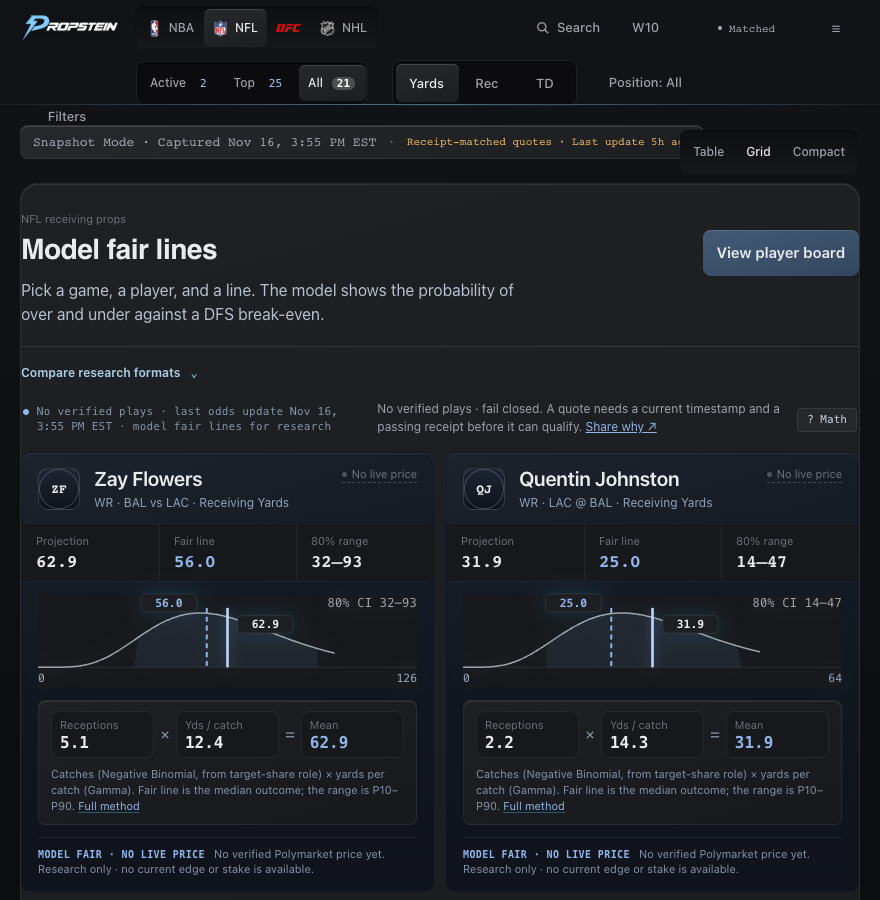 PROPSTEIN
NBA
NFL
UFC
NHL
Search
W10
• Matched
≡
Active 2
Top 25
All 21
Yards
Rec
TD
Position: All
Filters
Snapshot Mode · Captured Nov 16, 3:55 PM EST · Receipt-matched quotes · Last update 5h
Table
Grid
Compact
NFL receiving props
Model fair lines
View player board
Pick a game, a player, and a line. The model shows the probability of
over and under against a DFS break-even.
Compare research formats ⌄
• No verified plays · last odds update Nov 16,
3:55 PM EST · model fair lines for research
No verified plays · fail closed. A quote needs a current timestamp and a
passing receipt before it can qualify. Share why ↗
? Math
ZF
Zay Flowers
WR · BAL vs LAC · Receiving Yards
• No live price
Projection
62.9
Fair line
56.0
80% range
32–93
56.0
62.9
80% CI 32–93
0
126
Receptions
5.1
×
Yds / catch
12.4
=
Mean
62.9
Catches (Negative Binomial, from target-share role) × yards per
catch (Gamma). Fair line is the median outcome; the range is P10–
P90. Full method
MODEL FAIR · NO LIVE PRICE No verified Polymarket price yet.
Research only · no current edge or stake is available.
QJ
Quentin Johnston
WR · LAC @ BAL · Receiving Yards
• No live price
Projection
31.9
Fair line
25.0
80% range
14–47
25.0
31.9
80% CI 14–47
0
64
Receptions
2.2
×
Yds / catch
14.3
=
Mean
31.9
Catches (Negative Binomial, from target-share role) × yards per
catch (Gamma). Fair line is the median outcome; the range is P10–
P90. Full method
MODEL FAIR · NO LIVE PRICE No verified Polymarket price yet.
Research only · no current edge or stake is available.